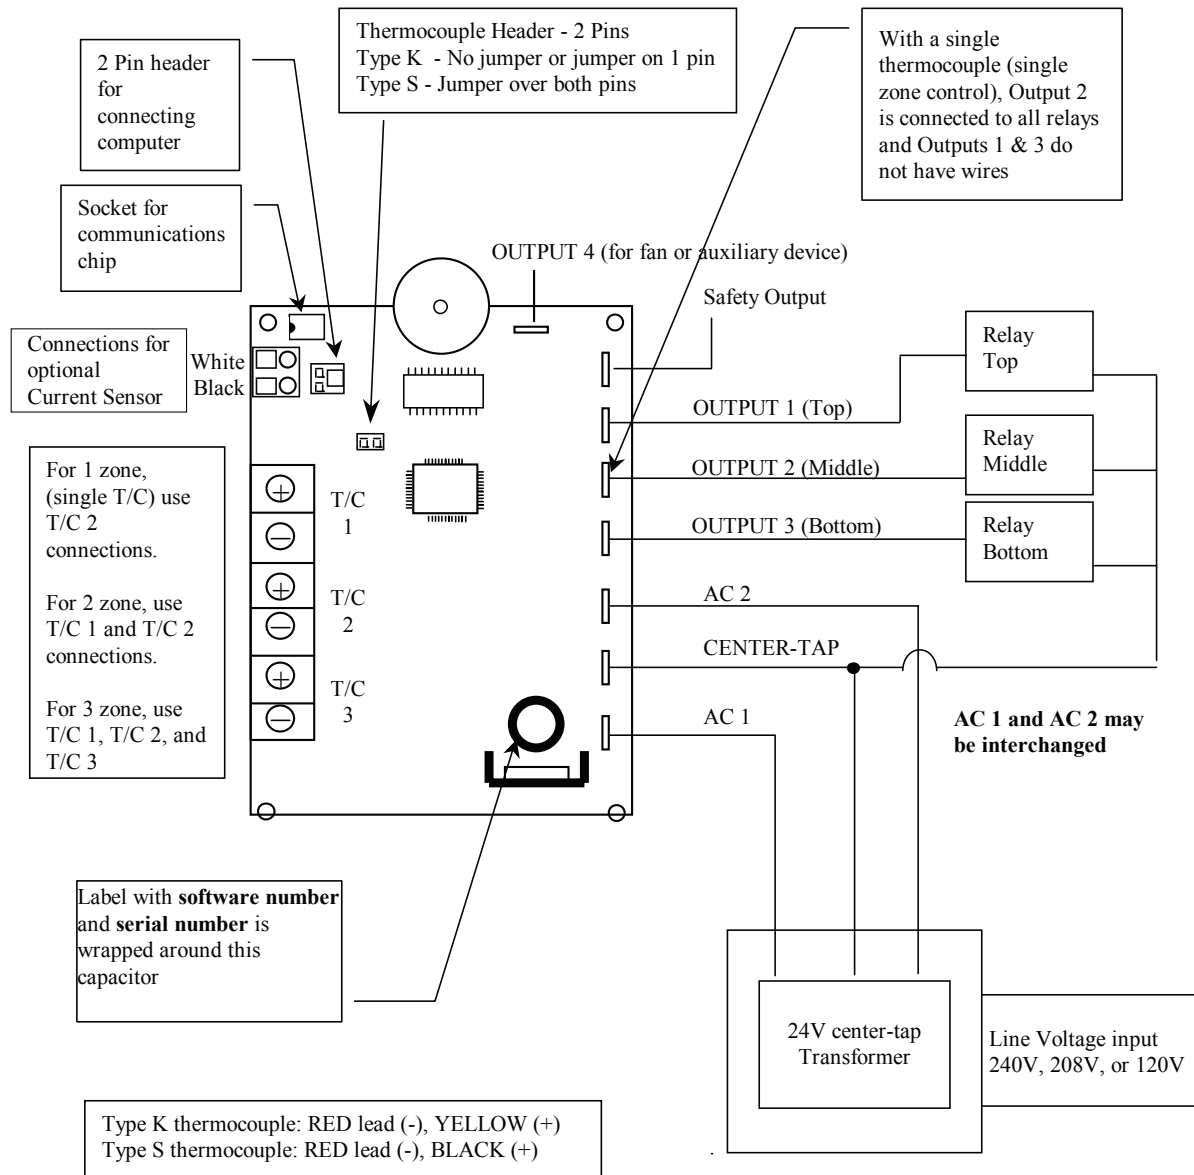 Thermocouple Header - 2 Pins
Type K - No jumper or jumper on 1 pin
Type S - Jumper over both pins
2 Pin header
for
connecting
computer
With a single
thermocouple (single
zone control), Output 2
is connected to all relays
and Outputs 1 & 3 do
not have wires
Socket for
communications
chip
OUTPUT 4 (for fan or auxiliary device)
Safety Output
Connections for
optional
Current Sensor
White
Black
Relay
Top
OUTPUT 1 (Top)
Relay
Middle
OUTPUT 2 (Middle)
OUTPUT 3 (Bottom)
Relay
Bottom
For 1 zone,
(single T/C) use
T/C 2
connections.
For 2 zone, use
T/C 1 and T/C 2
connections.
For 3 zone, use
T/C 1, T/C 2, and
T/C 3
+
T/C
1
−
+
T/C
2
−
+
T/C
3
−
AC 2
CENTER-TAP
AC 1
AC 1 and AC 2 may
be interchanged
Label with software number
and serial number is
wrapped around this
capacitor
24V center-tap
Transformer
Line Voltage input
240V, 208V, or 120V
Type K thermocouple: RED lead (-), YELLOW (+)
Type S thermocouple: RED lead (-), BLACK (+)